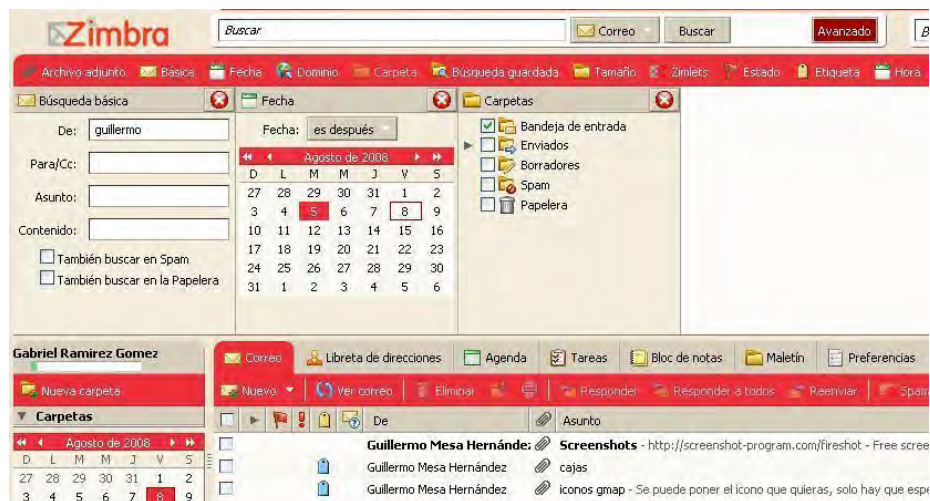 Zimbra
Buscar Correo Buscar Avanzado B
Archivo adjunto Básica Fecha Dominio Carpeta Búsqueda guardada Tamaño Zimlets Estado Etiqueta Hora
Búsqueda básica
De: guillermo
Para/Cc:
Asunto:
Contenido:
También buscar en Spam
También buscar en la Papelera
Fecha
Fecha: es después
Agosto de 2008
D L M M J V S
27 28 29 30 31 1 2
3 4 5 6 7 8 9
10 11 12 13 14 15 16
17 18 19 20 21 22 23
24 25 26 27 28 29 30
31 1 2 3 4 5 6
Carpetas
Bandeja de entrada
Enviados
Borradores
Spam
Papelera
Gabriel Ramirez Gomez
Nueva carpeta
Carpetas
Agosto de 2008
D L M M J V S
27 28 29 30 31 1 2
3 4 5 6 7 8 9
Correo Libreta de direcciones Agenda Tareas Bloc de notas Maletín Preferencias
Nuevo Ver correo Eliminar Responder Responder a todos Reenviar Spam
De Asunto
Guillermo Mesa Hernánde: Screenshots - http://screenshot-program.com/fireshot - Free scree
Guillermo Mesa Hernández cajas
Guillermo Mesa Hernández iconos gmap - Se puede poner el icono que quieras, solo hay que espe